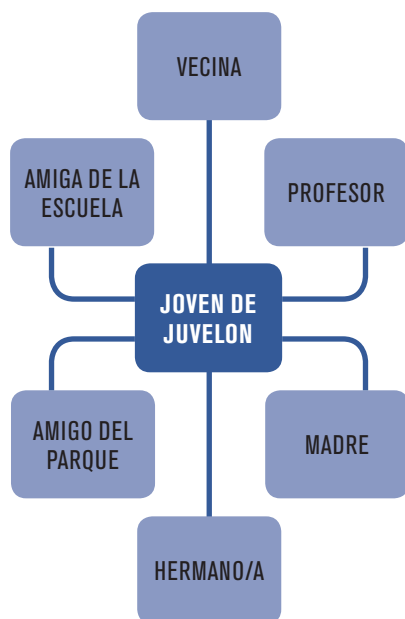 VECINA
AMIGA DE LA
ESCUELA
PROFESOR
JOVEN DE
JUVELON
AMIGO DEL
PARQUE
MADRE
HERMANO/A